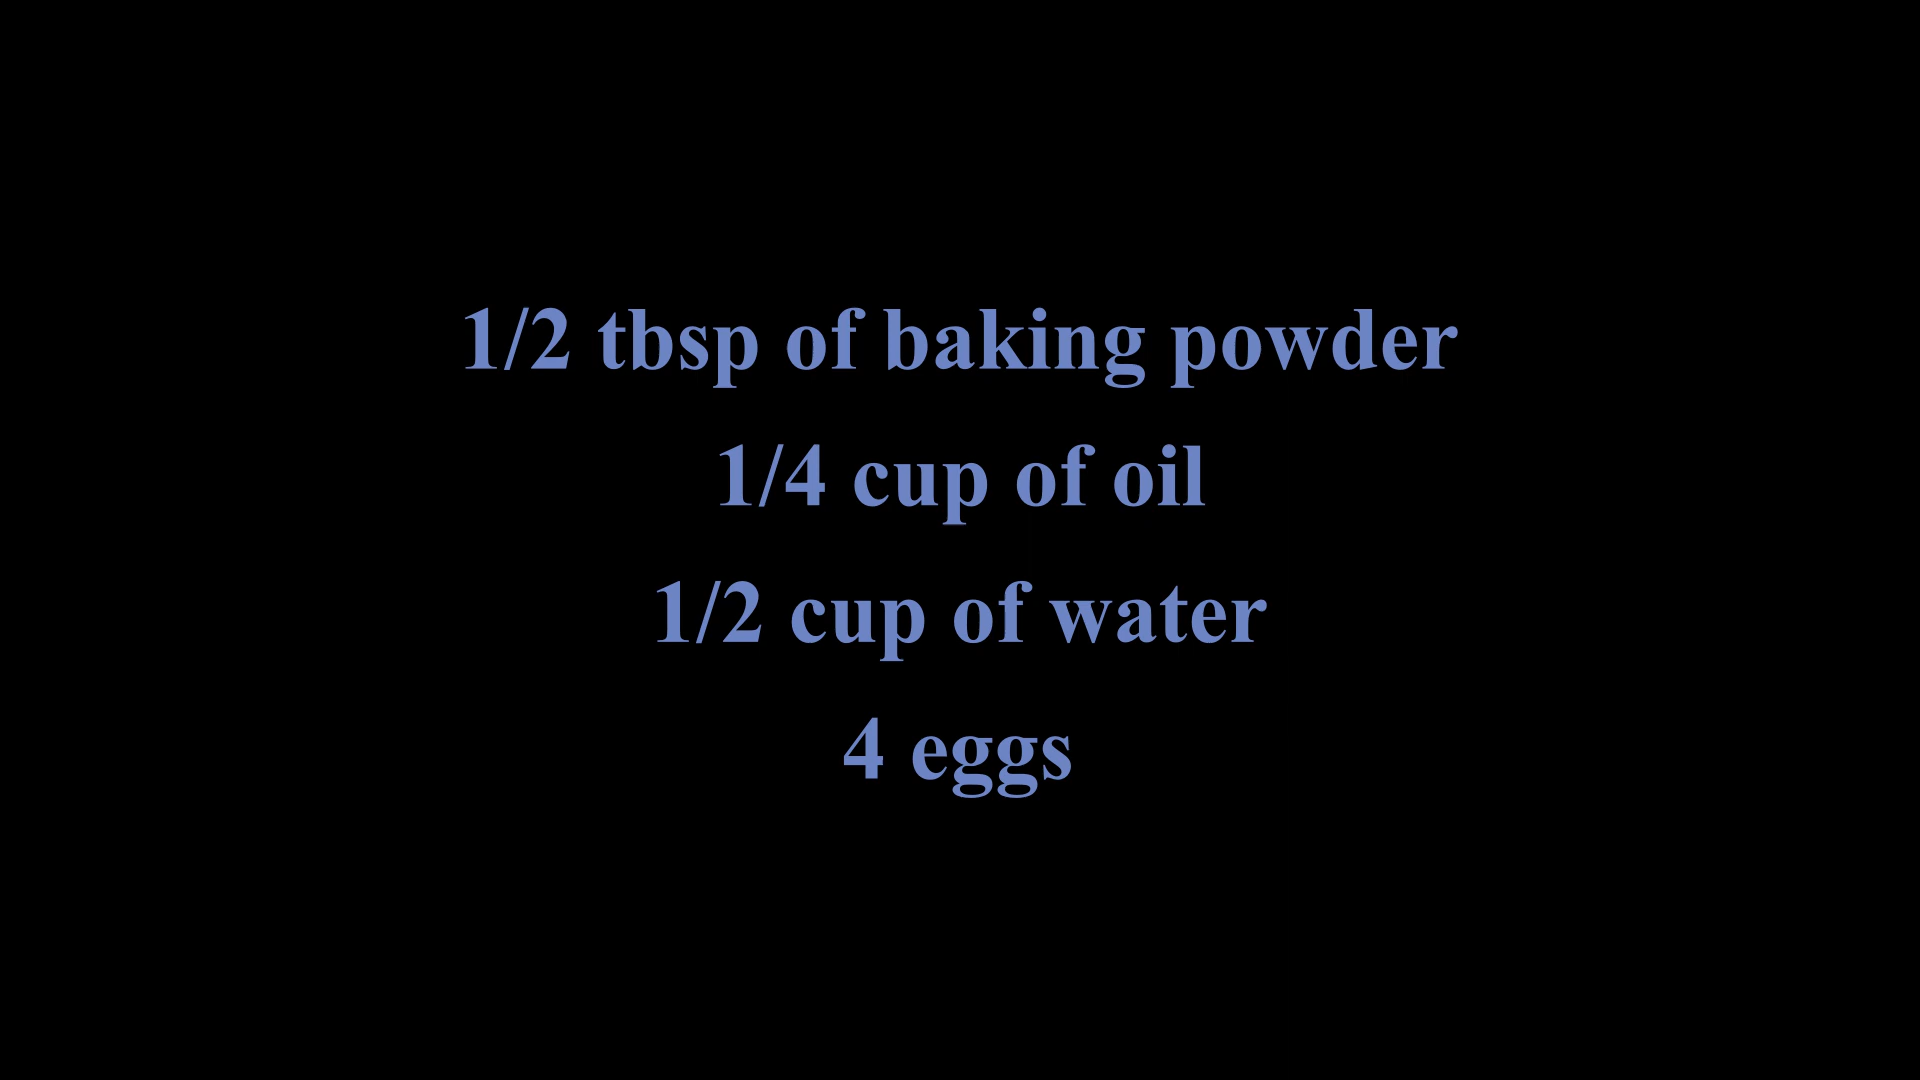 1/2 tbsp of baking powder
1/4 cup of oil
1/2 cup of water
4 eggs